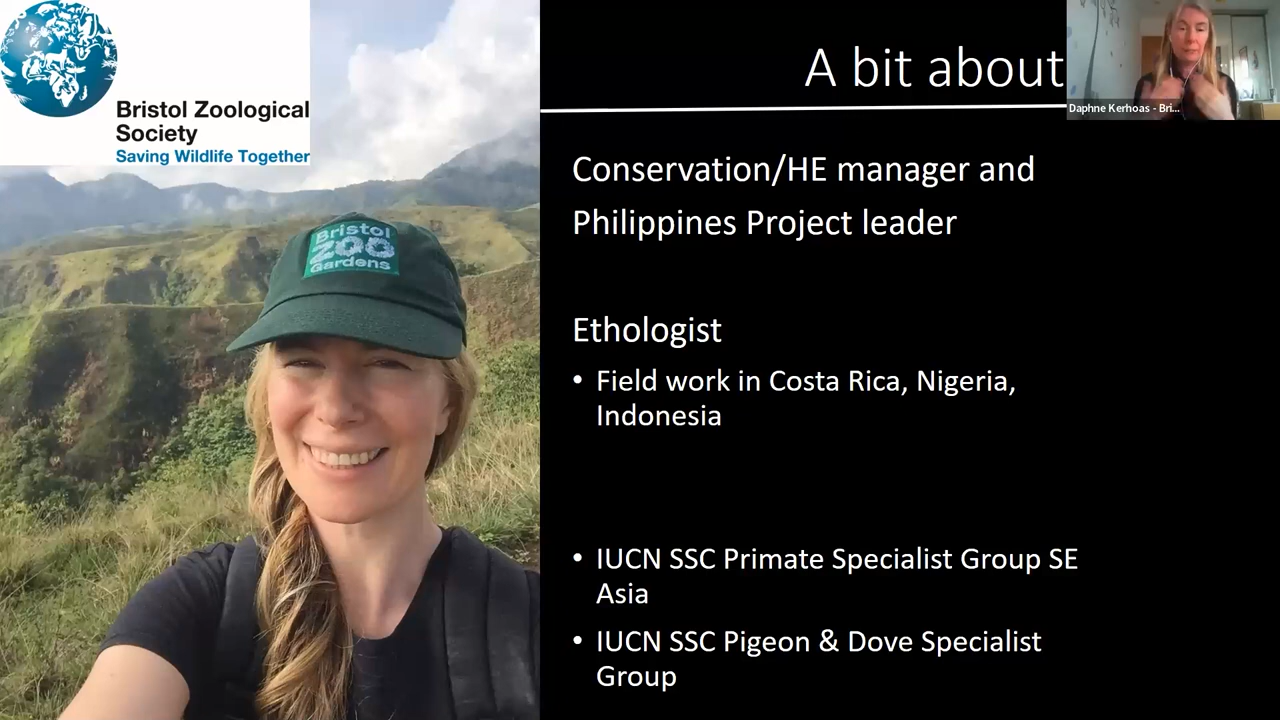 Bristol Zoological
Society
Saving Wildlife Together
Bristol
ZOO
Gardens
A bit about
Daphne Kerhoas - Bri...
Conservation/HE manager and
Philippines Project leader
Ethologist
• Field work in Costa Rica, Nigeria,
Indonesia
• IUCN SSC Primate Specialist Group SE
Asia
• IUCN SSC Pigeon & Dove Specialist
Group